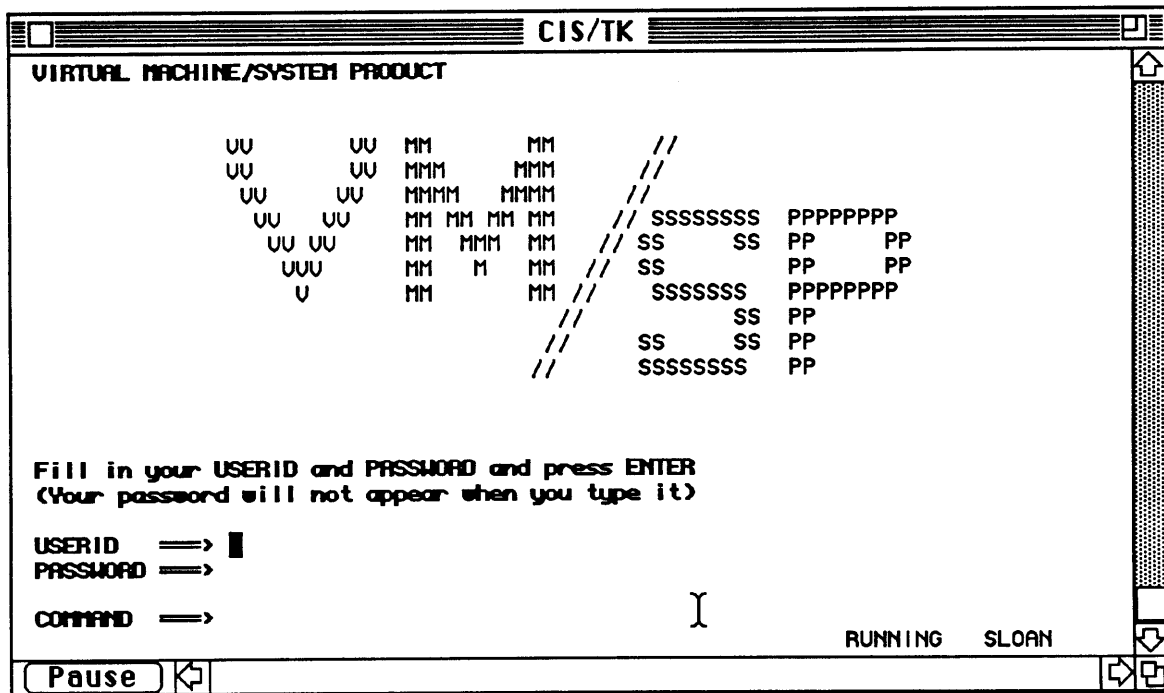 CIS/TK
VIRTUAL MACHINE/SYSTEM PRODUCT
VV        VV  MM       MM        //
VV        VV  MMM     MMM       //
 VV      VV   MMMM   MMMM      //
  VV    VV    MM MM MM MM     // SSSSSSSS  PPPPPPPP
   VV VV      MM  MMM  MM    // SS     SS  PP     PP
    VVV       MM   M   MM   //  SS         PP     PP
     V        MM       MM  //    SSSSSSS   PPPPPPPP
                          //           SS  PP
                         //     SS     SS  PP
                        //      SSSSSSSS   PP
Fill in your USERID and PASSWORD and press ENTER
(Your password will not appear when you type it)
USERID   ===>
PASSWORD ===>
COMMAND  ===>
RUNNING   SLOAN
Pause